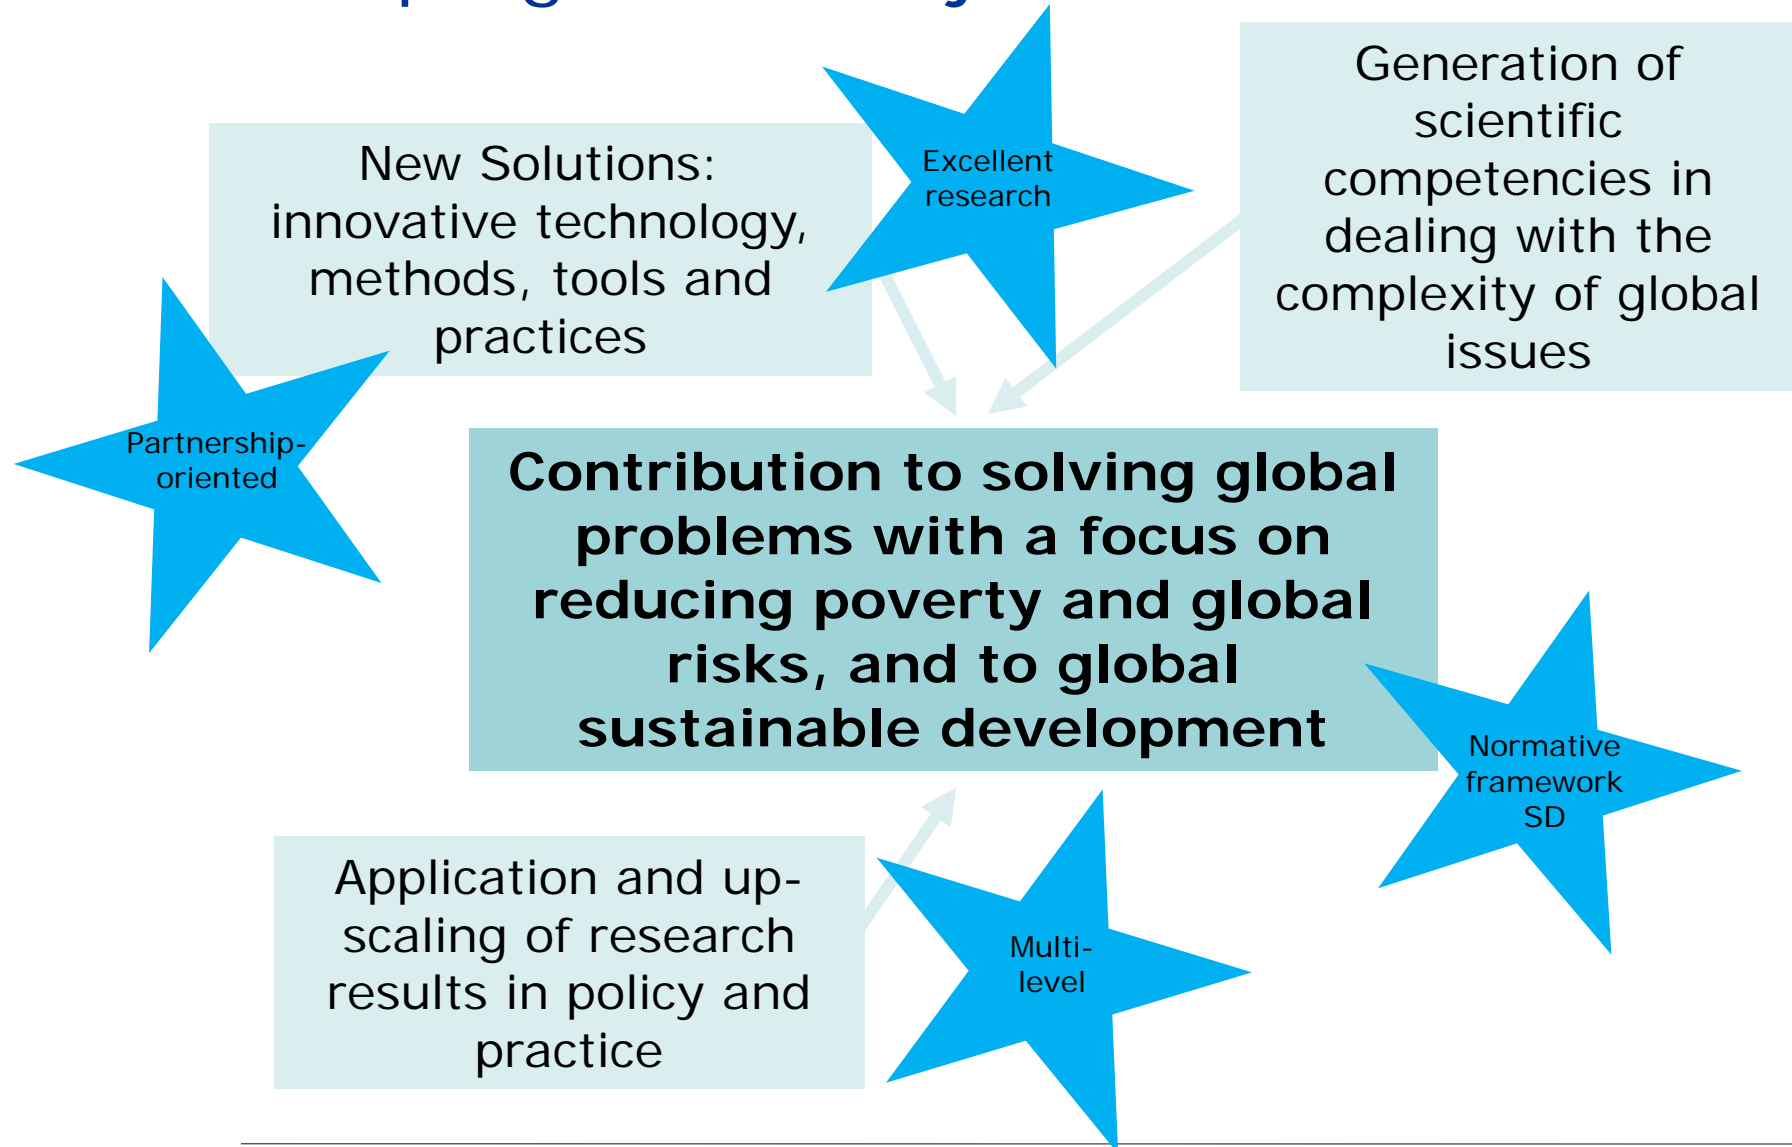 Excellent
research
Generation of
scientific
competencies in
dealing with the
complexity of global
issues
New Solutions:
innovative technology,
methods, tools and
practices
Partnership-
oriented
Contribution to solving global
problems with a focus on
reducing poverty and global
risks, and to global
sustainable development
Normative
framework
SD
Application and up-
scaling of research
results in policy and
practice
Multi-
level